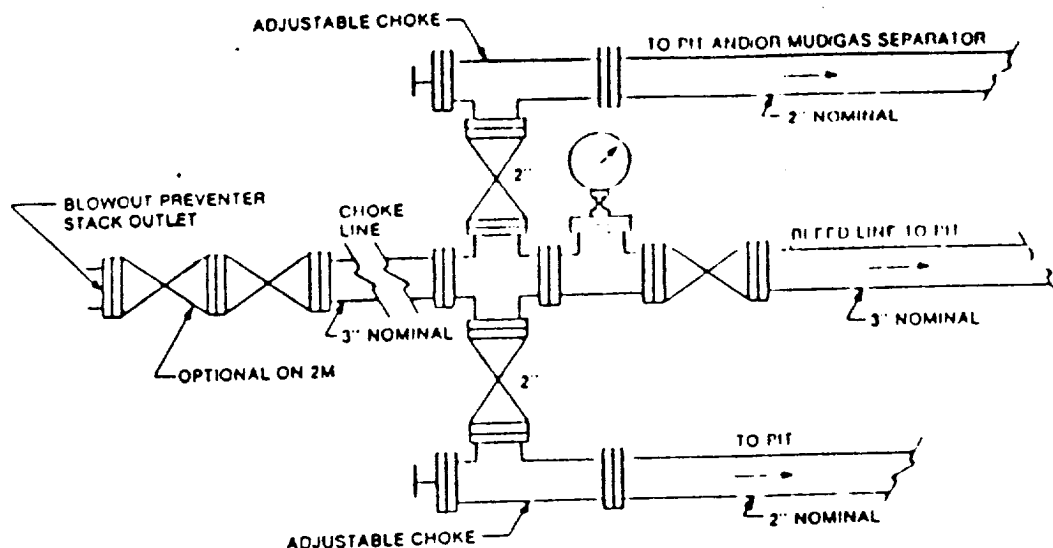 ADJUSTABLE CHOKE
TO PIT AND/OR MUD/GAS SEPARATOR
2" NOMINAL
2"
BLOWOUT PREVENTER
STACK OUTLET
CHOKE
LINE
BLEED LINE TO PIT
3" NOMINAL
3" NOMINAL
OPTIONAL ON 2M
2"
TO PIT
2" NOMINAL
ADJUSTABLE CHOKE